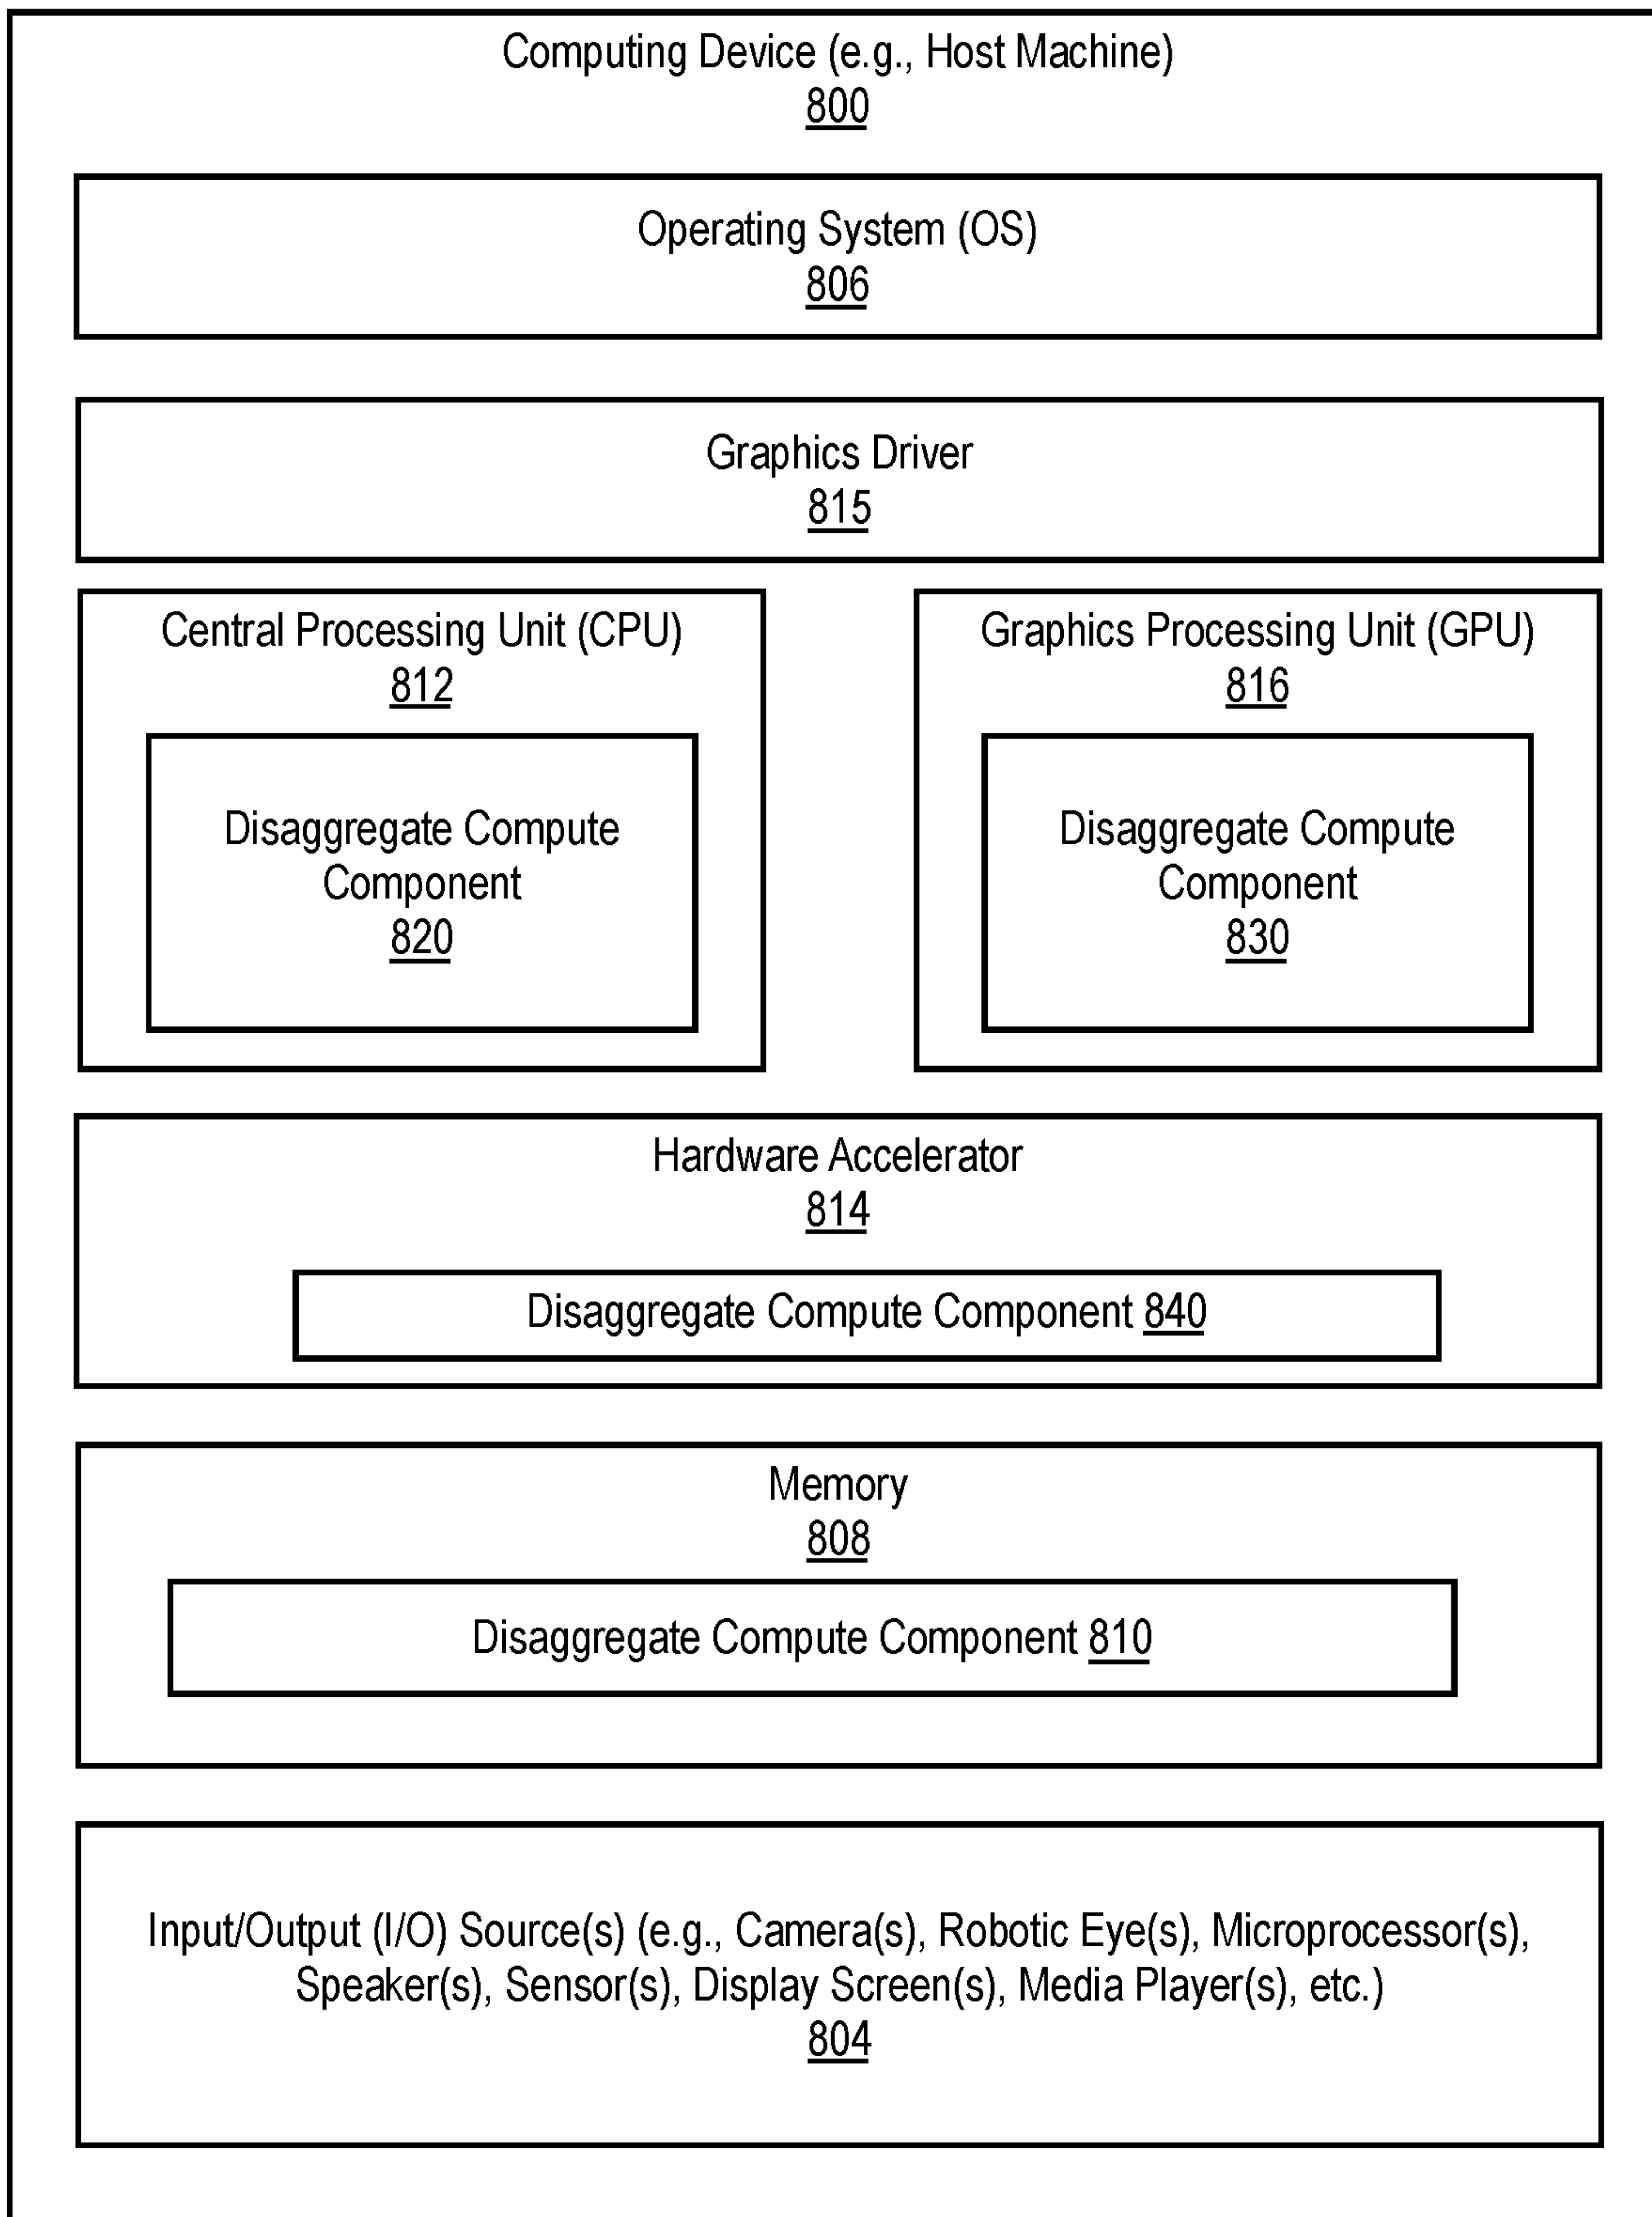 Computing Device (e.g., Host Machine)
800
Operating System (OS)
806
Graphics Driver
815
Central Processing Unit (CPU)
812
Disaggregate Compute
Component
820
Graphics Processing Unit (GPU)
816
Disaggregate Compute
Component
830
Hardware Accelerator
814
Disaggregate Compute Component 840
Memory
808
Disaggregate Compute Component 810
Input/Output (I/O) Source(s) (e.g., Camera(s), Robotic Eye(s), Microprocessor(s),
Speaker(s), Sensor(s), Display Screen(s), Media Player(s), etc.)
804